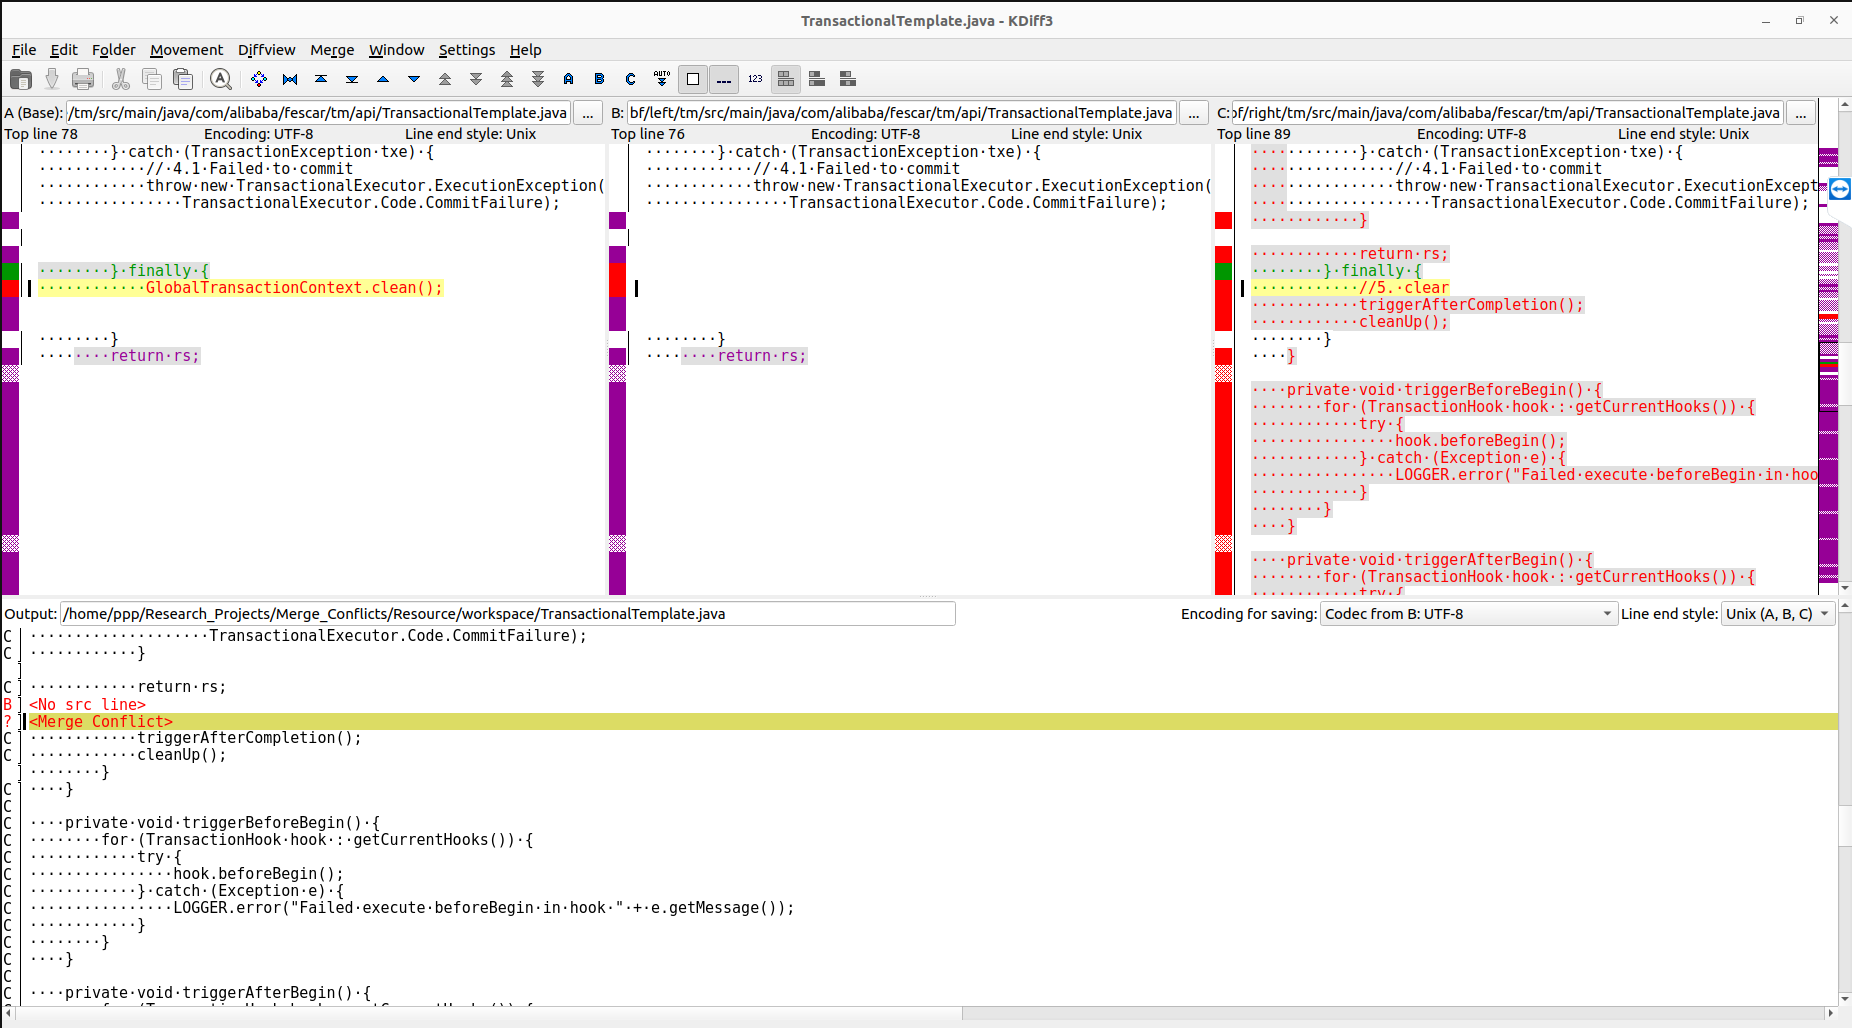 TransactionalTemplate.java - KDiff3
File Edit Folder Movement Diffview Merge Window Settings Help
A B C AUTO 123
A (Base): /tm/src/main/java/com/alibaba/fescar/tm/api/TransactionalTemplate.java ...
Top line 78 Encoding: UTF-8 Line end style: Unix
········}·catch·(TransactionException·txe)·{
············//·4.1·Failed·to·commit
············throw·new·TransactionalExecutor.ExecutionException(
················TransactionalExecutor.Code.CommitFailure);
········}·finally·{
············GlobalTransactionContext.clean();
········}
········return·rs;
B: bf/left/tm/src/main/java/com/alibaba/fescar/tm/api/TransactionalTemplate.java ...
Top line 76 Encoding: UTF-8 Line end style: Unix
········}·catch·(TransactionException·txe)·{
············//·4.1·Failed·to·commit
············throw·new·TransactionalExecutor.ExecutionException(
················TransactionalExecutor.Code.CommitFailure);
········}
········return·rs;
C: bf/right/tm/src/main/java/com/alibaba/fescar/tm/api/TransactionalTemplate.java ...
Top line 89 Encoding: UTF-8 Line end style: Unix
············}·catch·(TransactionException·txe)·{
················//·4.1·Failed·to·commit
················throw·new·TransactionalExecutor.ExecutionExcept
····················TransactionalExecutor.Code.CommitFailure);
············}
············return·rs;
········}·finally·{
············//5.·clear
············triggerAfterCompletion();
············cleanUp();
········}
····}
····private·void·triggerBeforeBegin()·{
········for·(TransactionHook·hook·:·getCurrentHooks())·{
············try·{
················hook.beforeBegin();
············}·catch·(Exception·e)·{
················LOGGER.error("Failed·execute·beforeBegin·in·hoo
············}
········}
····}
····private·void·triggerAfterBegin()·{
········for·(TransactionHook·hook·:·getCurrentHooks())·{
············try·{
Output: /home/ppp/Research_Projects/Merge_Conflicts/Resource/workspace/TransactionalTemplate.java Encoding for saving: Codec from B: UTF-8 Line end style: Unix (A, B, C)
C ····················TransactionalExecutor.Code.CommitFailure);
C ············}
C ············return·rs;
B <No src line>
? <Merge Conflict>
C ············triggerAfterCompletion();
C ············cleanUp();
········}
C ····}
C
C ····private·void·triggerBeforeBegin()·{
C ········for·(TransactionHook·hook·:·getCurrentHooks())·{
C ············try·{
C ················hook.beforeBegin();
C ············}·catch·(Exception·e)·{
C ················LOGGER.error("Failed·execute·beforeBegin·in·hook·"·+·e.getMessage());
C ············}
C ········}
C ····}
C
C ····private·void·triggerAfterBegin()·{
C ········for·(TransactionHook·hook·:·getCurrentHooks())·{